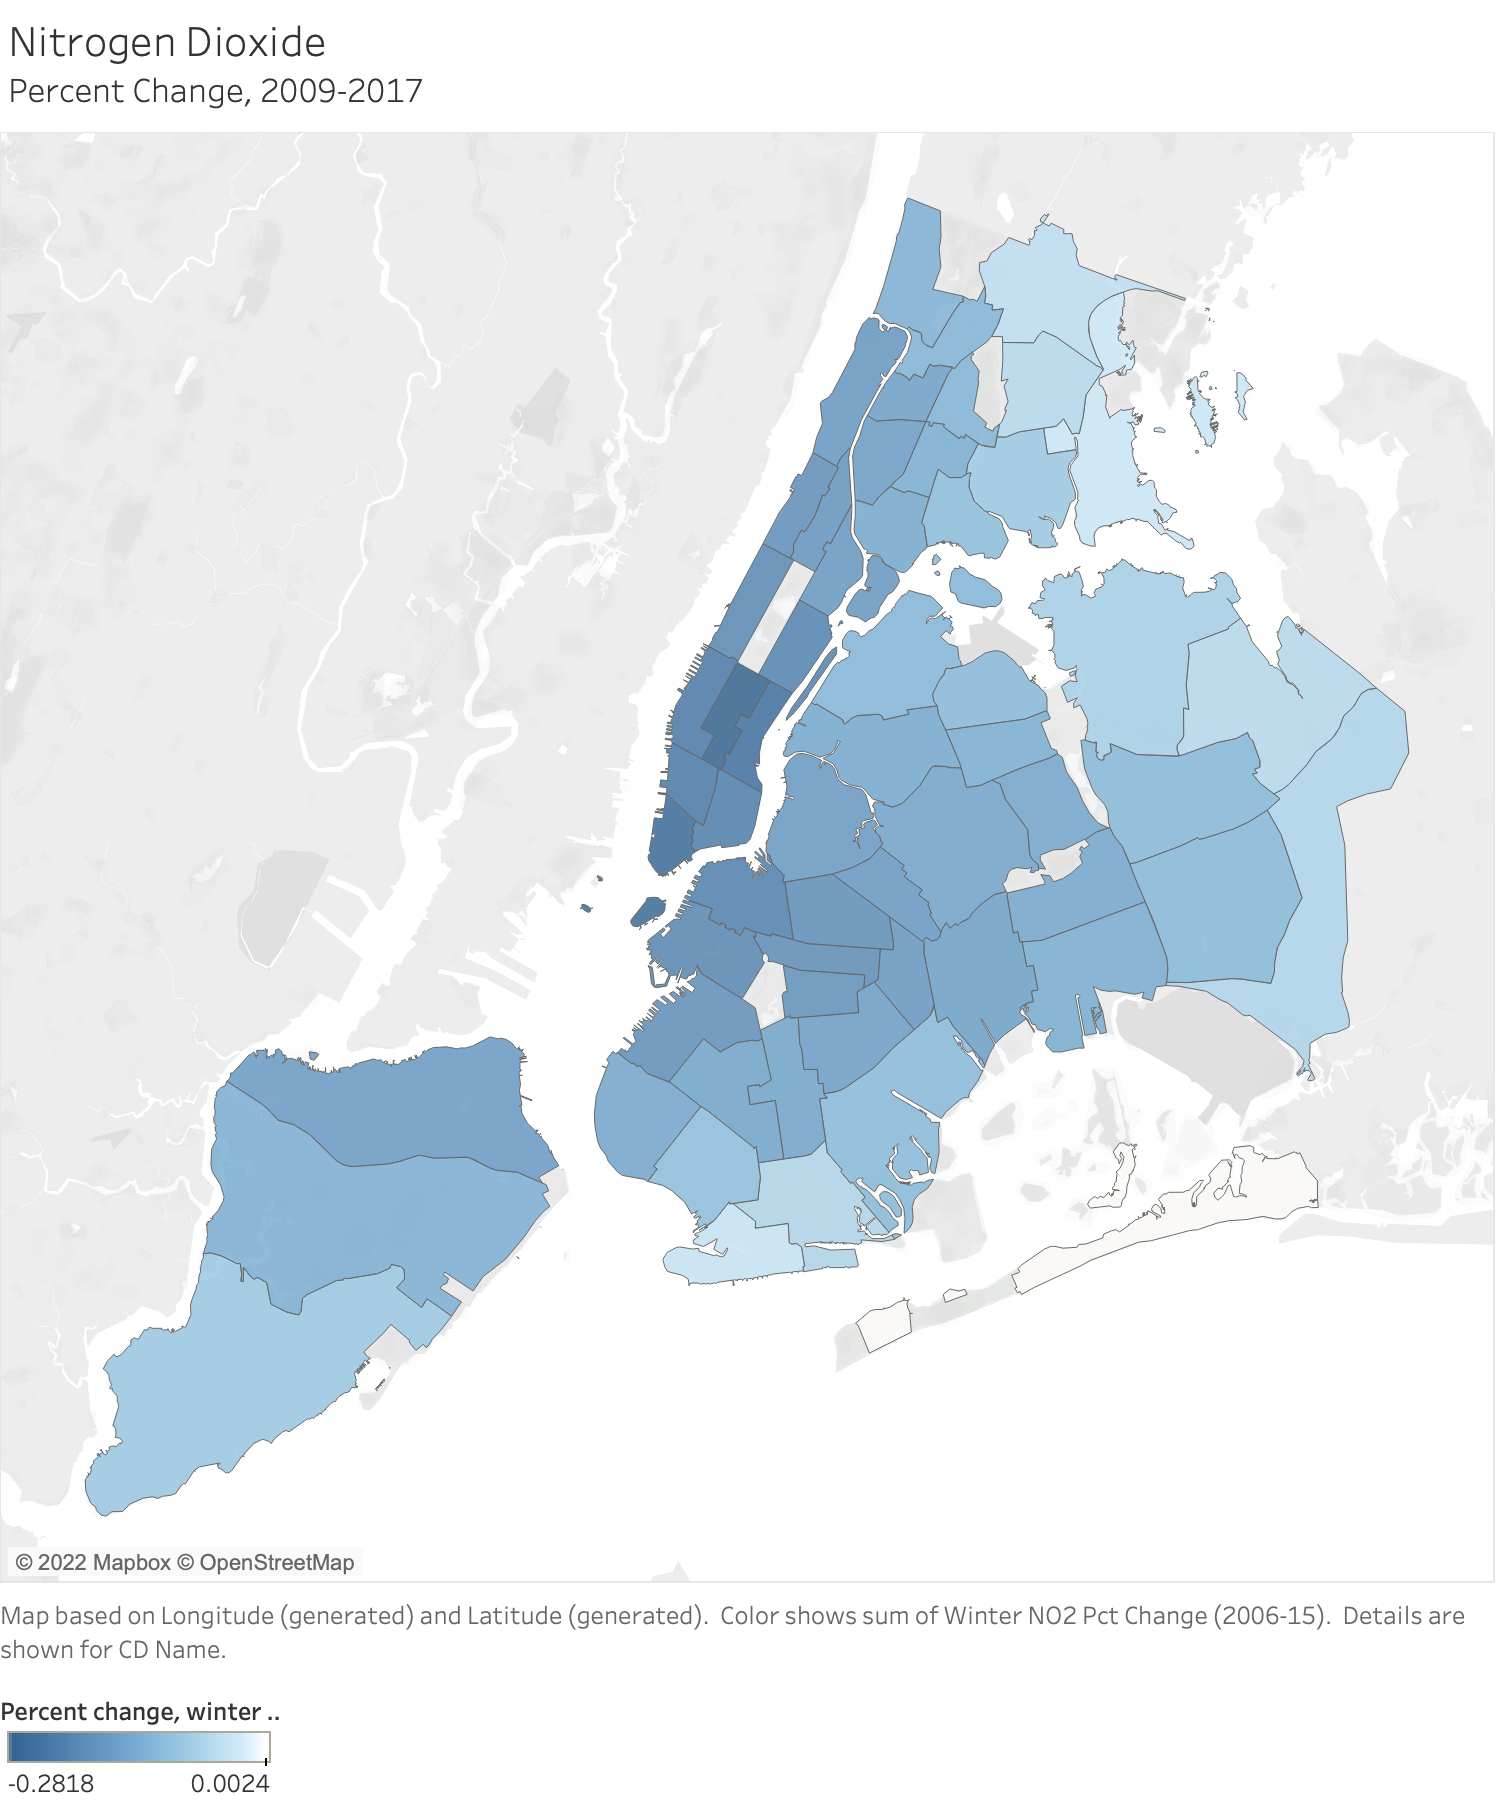 Nitrogen Dioxide
Percent Change, 2009-2017
© 2022 Mapbox © OpenStreetMap
Map based on Longitude (generated) and Latitude (generated).  Color shows sum of Winter NO2 Pct Change (2006-15).  Details are
shown for CD Name.
Percent change, winter ..
-0.2818 0.0024